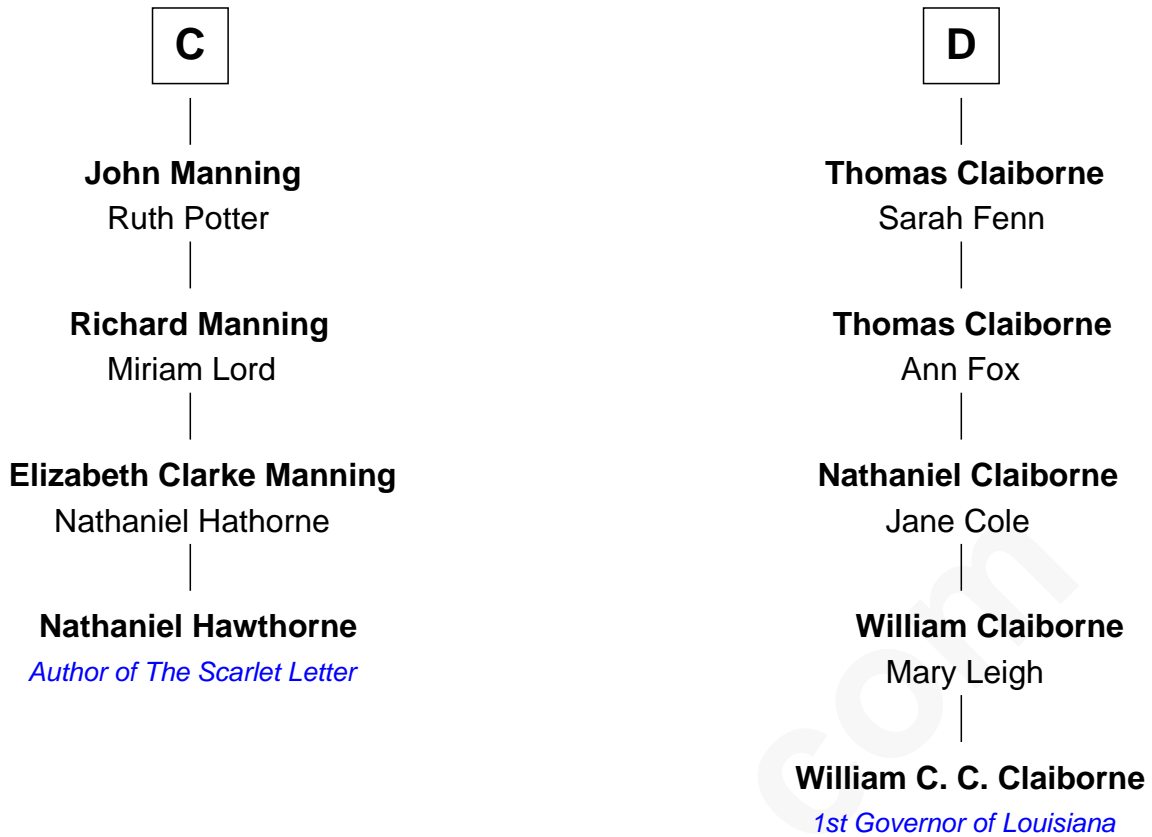 C
John Manning
Ruth Potter
Richard Manning
Miriam Lord
Elizabeth Clarke Manning
Nathaniel Hathorne
Nathaniel Hawthorne
Author of The Scarlet Letter
D
Thomas Claiborne
Sarah Fenn
Thomas Claiborne
Ann Fox
Nathaniel Claiborne
Jane Cole
William Claiborne
Mary Leigh
William C. C. Claiborne
1st Governor of Louisiana
com